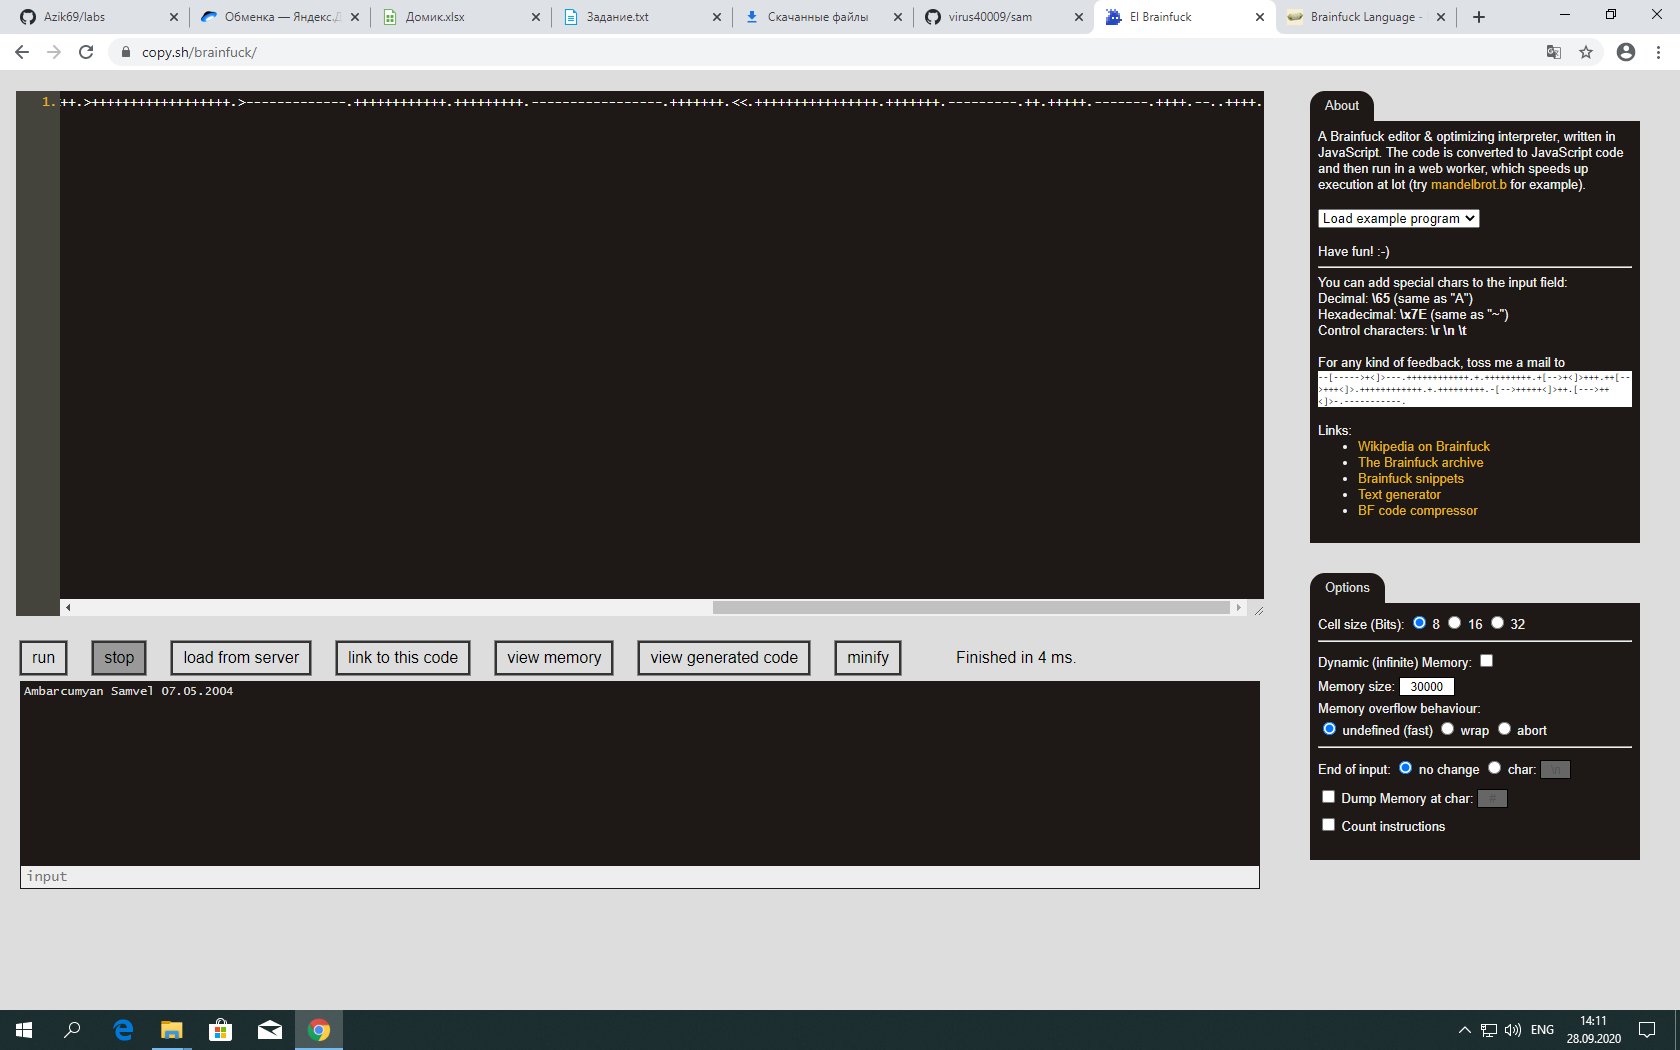 Azik69/labs
Обменка — Яндекс.Д
Домик.xlsx
Задание.txt
Скачанные файлы
virus40009/sam
El Brainfuck
Brainfuck Language -
copy.sh/brainfuck/
1.
About
A Brainfuck editor & optimizing interpreter, written in
JavaScript. The code is converted to JavaScript code
and then run in a web worker, which speeds up
execution at lot (try mandelbrot.b for example).
Load example program
Have fun! :-)
You can add special chars to the input field:
Decimal: \65 (same as "A")
Hexadecimal: \x7E (same as "~")
Control characters: \r \n \t
For any kind of feedback, toss me a mail to
Links:
Wikipedia on Brainfuck
The Brainfuck archive
Brainfuck snippets
Text generator
BF code compressor
run
stop
load from server
link to this code
view memory
view generated code
minify
Finished in 4 ms.
Ambarcumyan Samvel 07.05.2004
input
Options
Cell size (Bits): 8 16 32
Dynamic (infinite) Memory:
Memory size: 30000
Memory overflow behaviour:
undefined (fast) wrap abort
End of input: no change char: \n
Dump Memory at char: #
Count instructions
ENG
14:11
28.09.2020